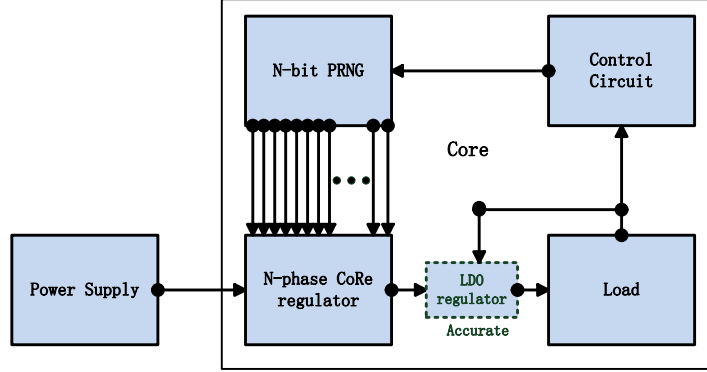 N-bit PRNG
Control
Circuit
Core
Power Supply
N-phase CoRe
regulator
LDO
regulator
Accurate
Load